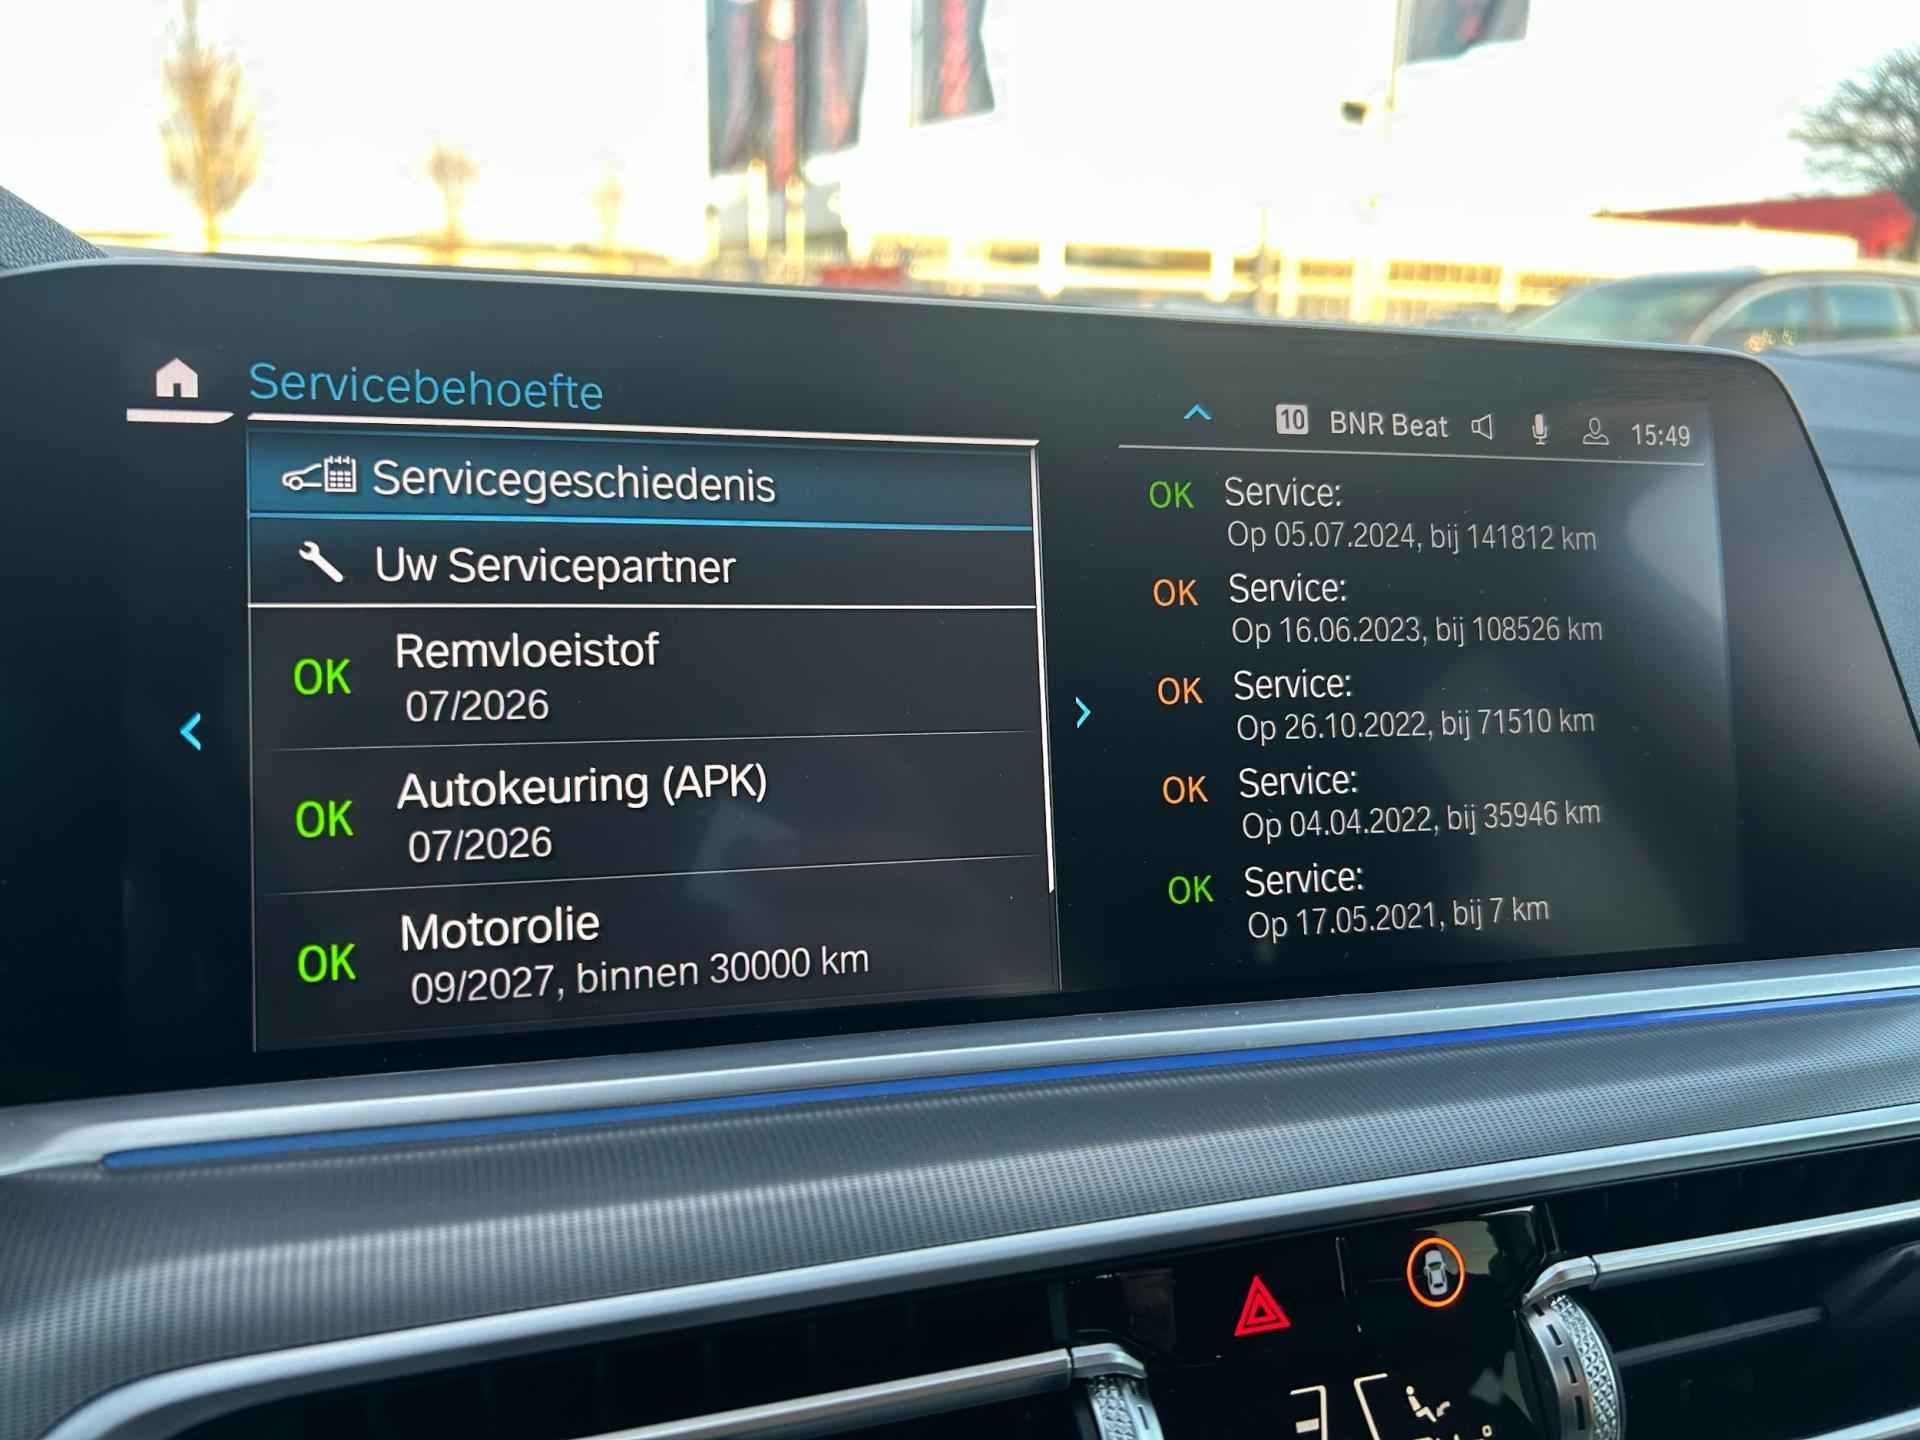 Servicebehoefte
Servicegeschiedenis
Uw Servicepartner
OK Remvloeistof
07/2026
OK Autokeuring (APK)
07/2026
OK Motorolie
09/2027, binnen 30000 km
10 BNR Beat 15:49
OK Service:
Op 05.07.2024, bij 141812 km
OK Service:
Op 16.06.2023, bij 108526 km
OK Service:
Op 26.10.2022, bij 71510 km
OK Service:
Op 04.04.2022, bij 35946 km
OK Service:
Op 17.05.2021, bij 7 km